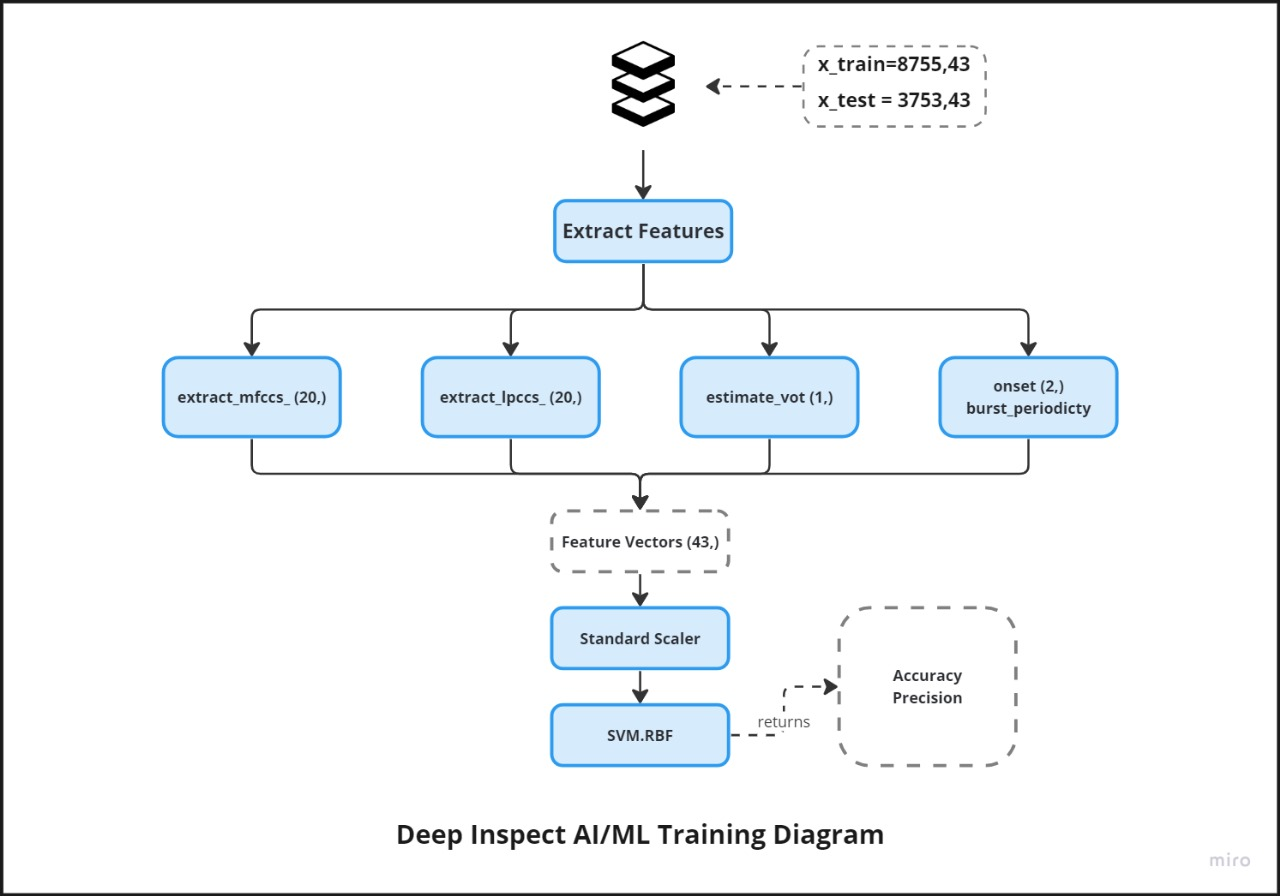 x_train=8755,43
x_test = 3753,43
Extract Features
extract_mfccs_ (20,)
extract_lpccs_ (20,)
estimate_vot (1,)
onset (2,)
burst_periodicty
Feature Vectors (43,)
Standard Scaler
SVM.RBF
returns
Accuracy
Precision
Deep Inspect AI/ML Training Diagram
miro